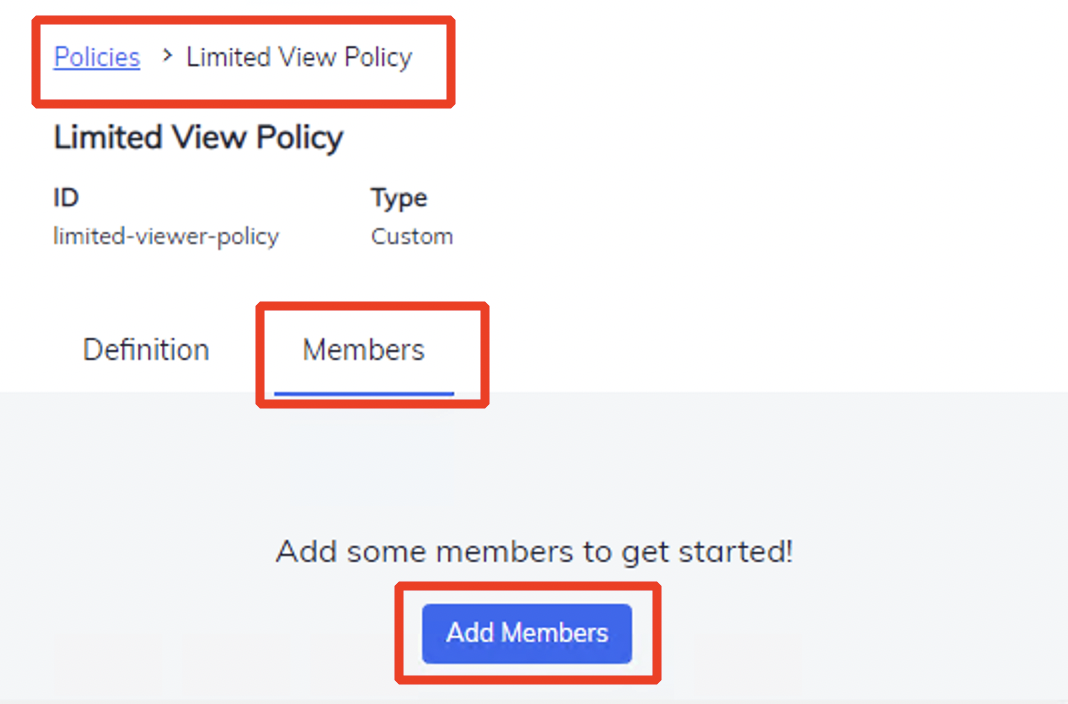 Policies > Limited View Policy
Limited View Policy
ID Type
limited-viewer-policy Custom
Definition Members
Add some members to get started!
Add Members